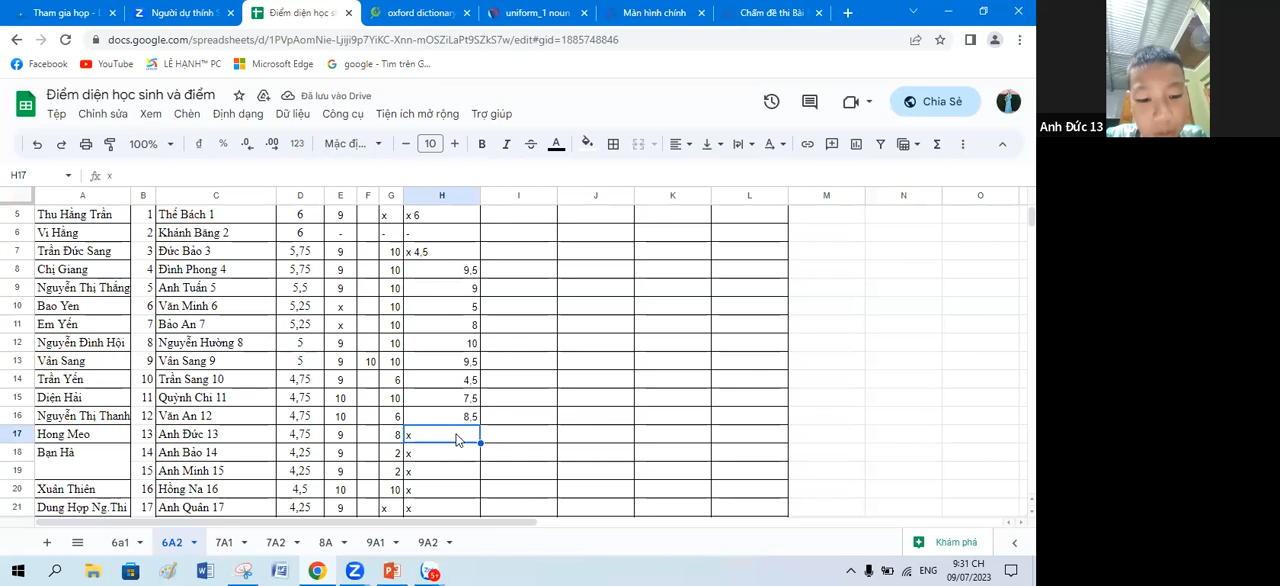 Tham gia họp - L
Người dự thính S
Điểm diện học sin
oxford dictionary
uniform_1 noun
Màn hình chính
Chấm đề thi Bài
docs.google.com/spreadsheets/d/1PVpAomNie-Ljiji9p7YiKC-Xnn-mOSZiLaPt9SZkS7w/edit#gid=1885748846
Facebook YouTube LÊ HẠNH™ PC Microsoft Edge google - Tìm trên G...
Điểm diện học sinh và điểm Đã lưu vào Drive
Tệp Chỉnh sửa Xem Chèn Định dạng Dữ liệu Công cụ Tiện ích mở rộng Trợ giúp
Chia Sẻ
100% đ % .0 .00 123 Mặc đị... − 10 + B I A
H17 fx x
A B C D E F G H I J K L M N O
5 Thu Hằng Trần 1 Thế Bách 1 6 9 x x 6
6 Vi Hằng 2 Khánh Băng 2 6 - - -
7 Trần Đức Sang 3 Đức Bảo 3 5,75 9 10 x 4,5
8 Chị Giang 4 Đình Phong 4 5,75 9 10 9,5
9 Nguyễn Thị Thắng 5 Anh Tuấn 5 5,5 9 10 9
10 Bao Yen 6 Văn Minh 6 5,25 x 10 5
11 Em Yến 7 Bảo An 7 5,25 x 10 8
12 Nguyễn Đình Hội 8 Nguyễn Hường 8 5 9 10 10
13 Văn Sang 9 Văn Sang 9 5 9 10 10 9,5
14 Trần Yến 10 Trần Sang 10 4,75 9 6 4,5
15 Diện Hải 11 Quỳnh Chi 11 4,75 10 10 7,5
16 Nguyễn Thị Thanh 12 Văn An 12 4,75 10 6 8,5
17 Hong Meo 13 Anh Đức 13 4,75 9 8 x
18 Bạn Hà 14 Anh Bảo 14 4,25 9 2 x
19 15 Anh Minh 15 4,25 9 2 x
20 Xuân Thiên 16 Hồng Na 16 4,5 10 10 x
21 Dung Hợp Ng.Thi 17 Anh Quân 17 4,25 9 x x
6a1 6A2 7A1 7A2 8A 9A1 9A2 Khám phá
ENG 9:31 CH
09/07/2023
Anh Đức 13